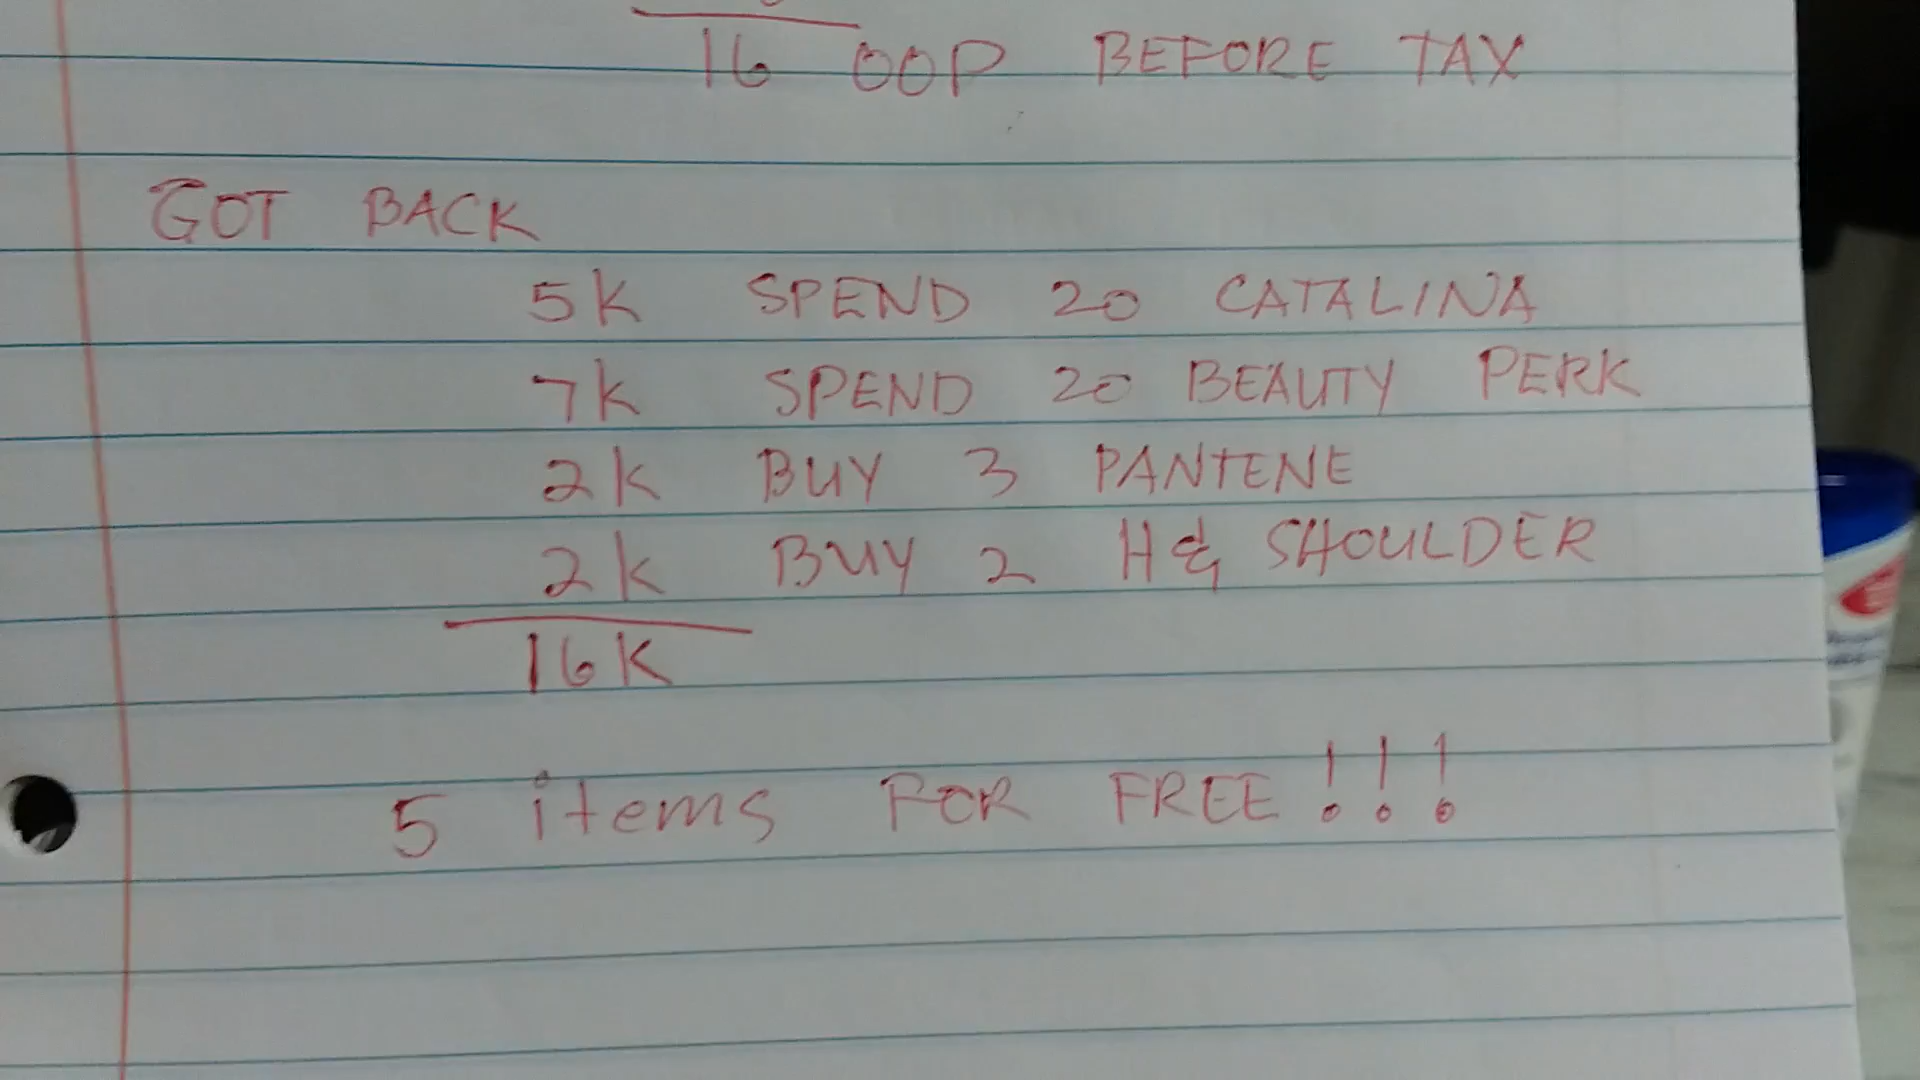 16 OOP BEFORE TAX
GOT BACK
5K SPEND 20 CATALINA
7K SPEND 20 BEAUTY PERK
2K BUY 3 PANTENE
2K BUY 2 H & SHOULDER
16K
5 items FOR FREE!!!